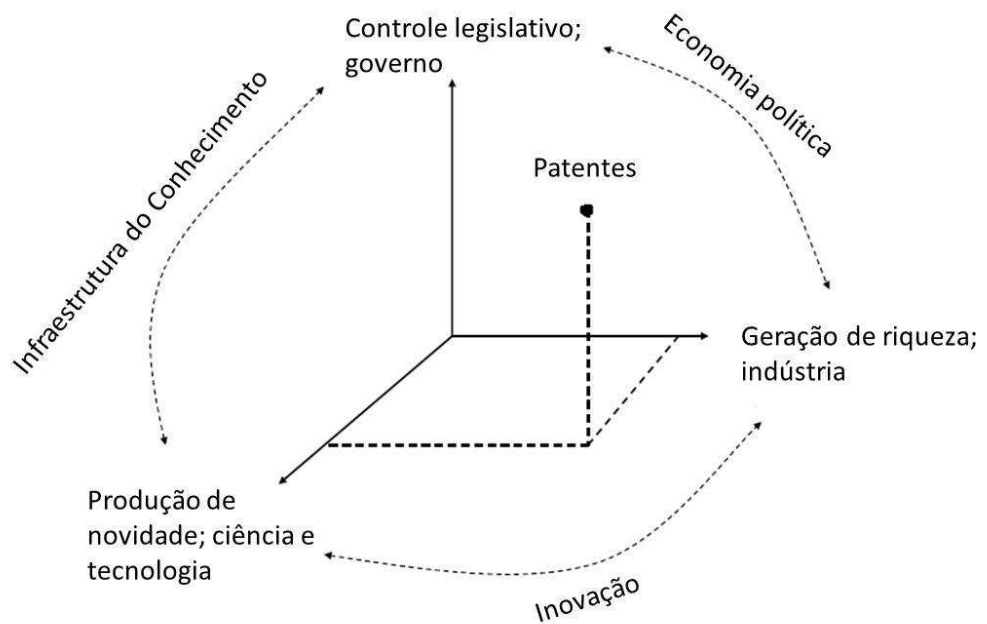 Controle legislativo;
governo
Economia política
Infraestrutura do Conhecimento
Patentes
Geração de riqueza;
indústria
Produção de
novidade; ciência e
tecnologia
Inovação